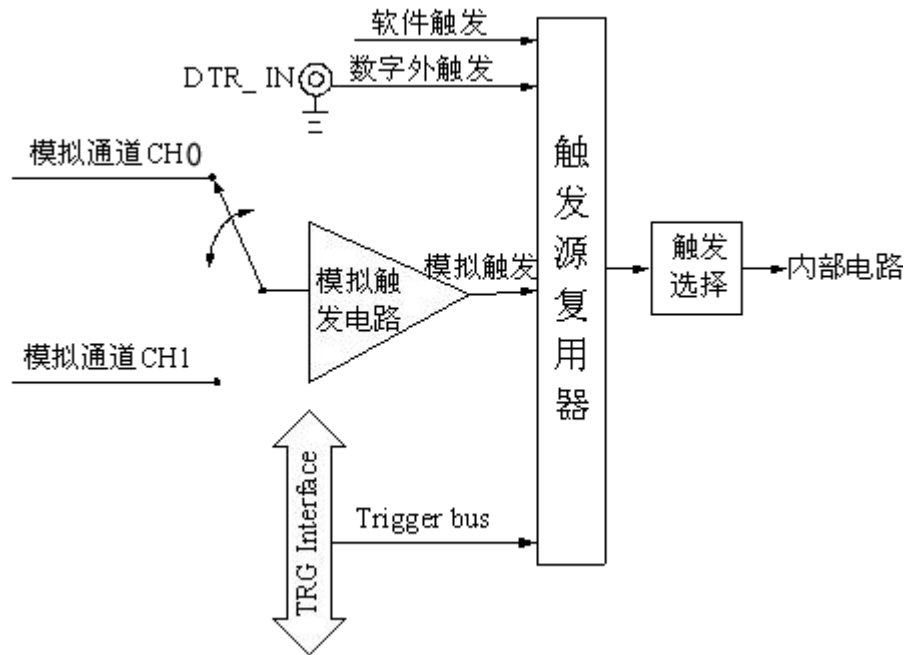 软件触发
DTR_IN
数字外触发
模拟通道CH0
模拟触
发电路
模拟触发
模拟通道CH1
触发源复用器
触发
选择
内部电路
TRG Interface
Trigger bus